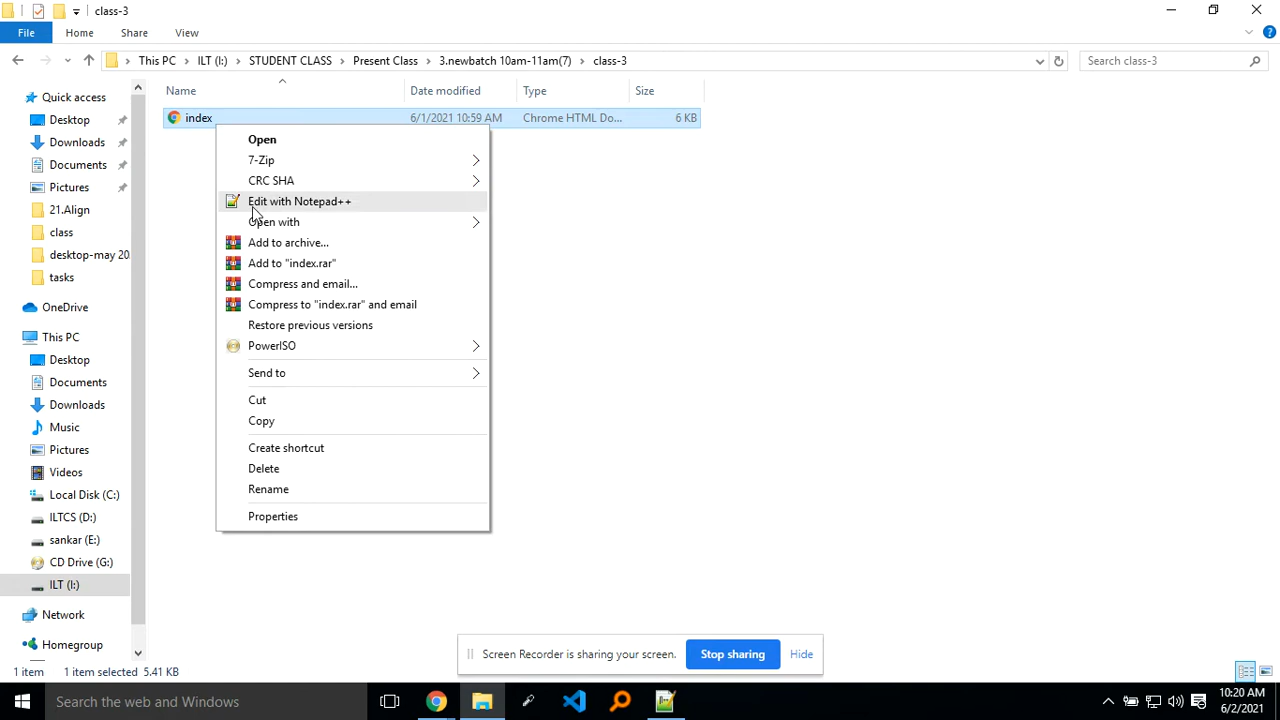 class-3
File Home Share View
This PC ILT (I:) STUDENT CLASS Present Class 3.newbatch 10am-11am(7) class-3 Search class-3
Name Date modified Type Size
index 6/1/2021 10:59 AM Chrome HTML Do... 6 KB
Quick access
Desktop
Downloads
Documents
Pictures
21.Align
class
desktop-may 20
tasks
OneDrive
This PC
Desktop
Documents
Downloads
Music
Pictures
Videos
Local Disk (C:)
ILTCS (D:)
sankar (E:)
CD Drive (G:)
ILT (I:)
Network
Homegroup
Open
7-Zip
CRC SHA
Edit with Notepad++
Open with
Add to archive...
Add to "index.rar"
Compress and email...
Compress to "index.rar" and email
Restore previous versions
PowerISO
Send to
Cut
Copy
Create shortcut
Delete
Rename
Properties
Screen Recorder is sharing your screen. Stop sharing Hide
1 item 1 item selected 5.41 KB
Search the web and Windows
10:20 AM
6/2/2021